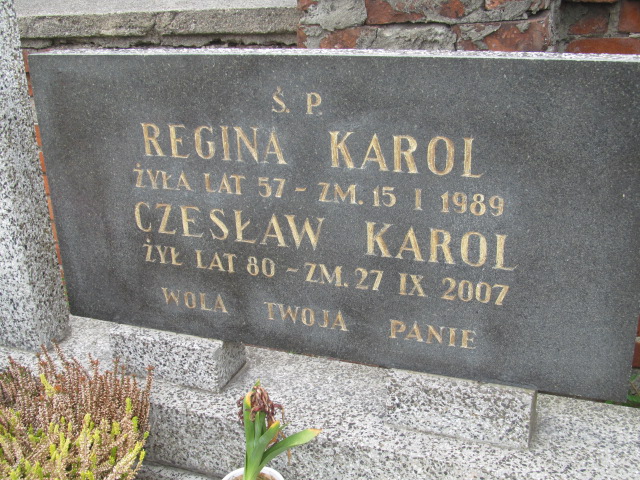 Ś. P.
REGINA KAROL
ŻYŁA LAT 57 - ZM. 15 I 1989
CZESŁAW KAROL
ŻYŁ LAT 80 - ZM. 27 IX 2007
WOLA TWOJA PANIE